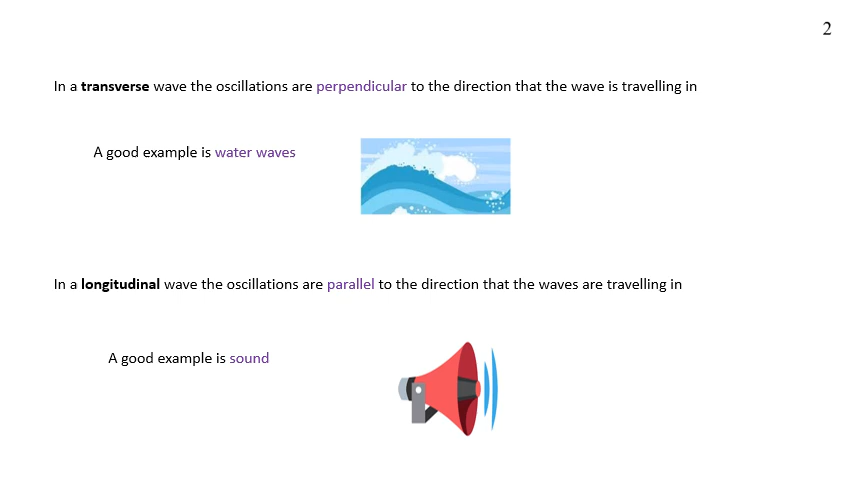 2
In a transverse wave the oscillations are perpendicular to the direction that the wave is travelling in
A good example is water waves
In a longitudinal wave the oscillations are parallel to the direction that the waves are travelling in
A good example is sound